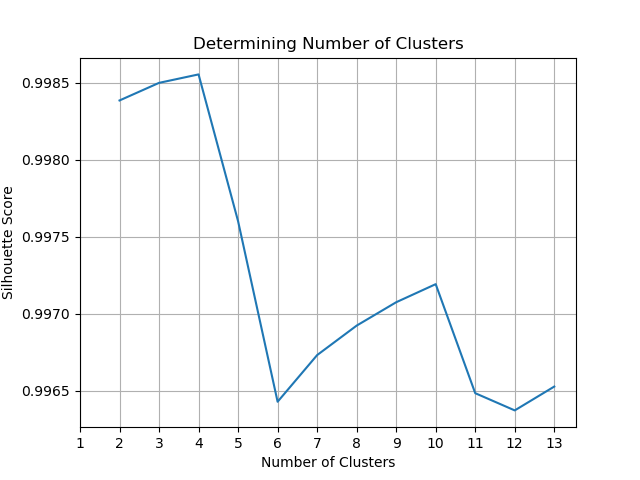 Determining Number of Clusters
Silhouette Score
0.9985
0.9980
0.9975
0.9970
0.9965
1 2 3 4 5 6 7 8 9 10 11 12 13
Number of Clusters